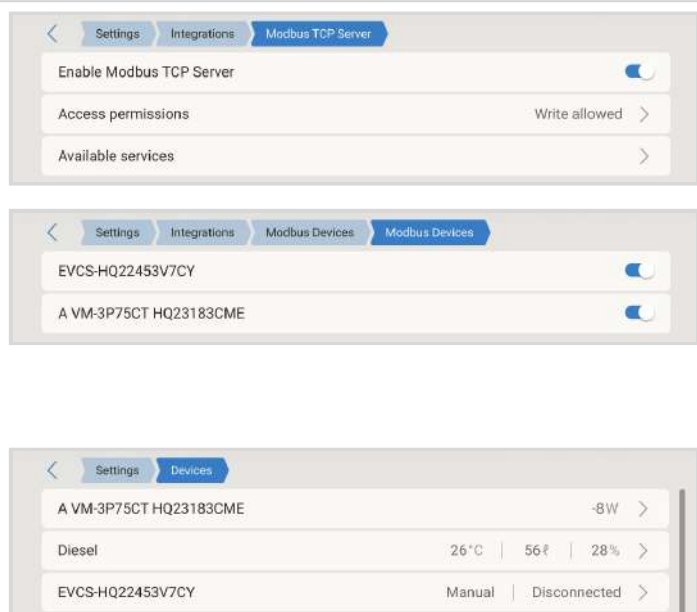 Settings Integrations Modbus TCP Server
Enable Modbus TCP Server
Access permissions Write allowed
Available services
Settings Integrations Modbus Devices Modbus Devices
EVCS-HQ22453V7CY
A VM-3P75CT HQ23183CME
Settings Devices
A VM-3P75CT HQ23183CME -8W
Diesel 26°C 56ℓ 28%
EVCS-HQ22453V7CY Manual Disconnected